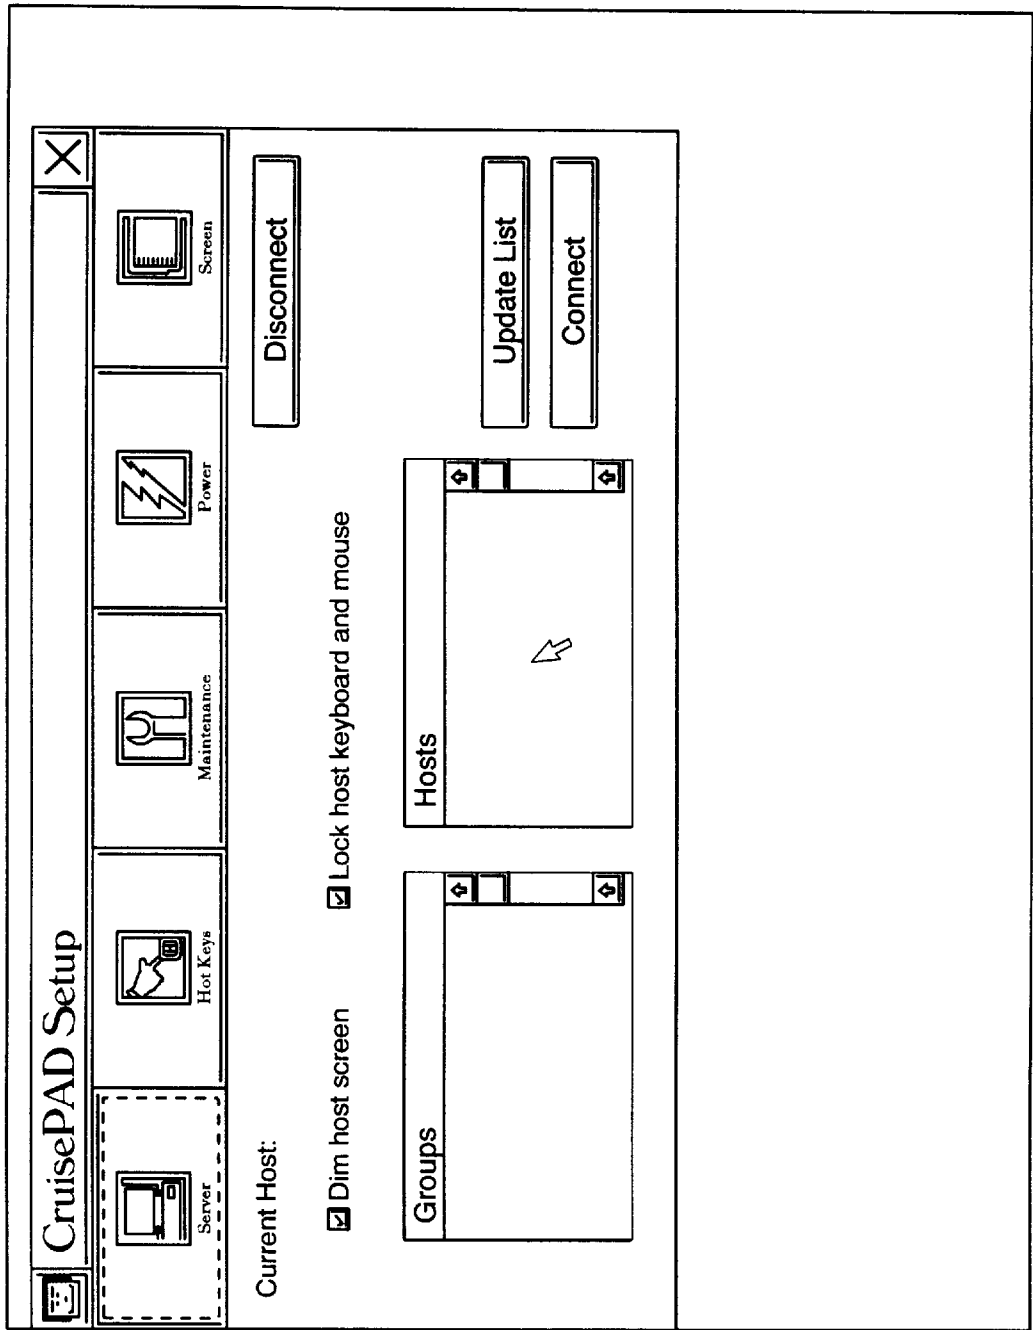 CruisePAD Setup
Server
Hot Keys
Maintenance
Power
Screen
Current Host:
Disconnect
Dim host screen
Lock host keyboard and mouse
Groups
Hosts
Update List
Connect